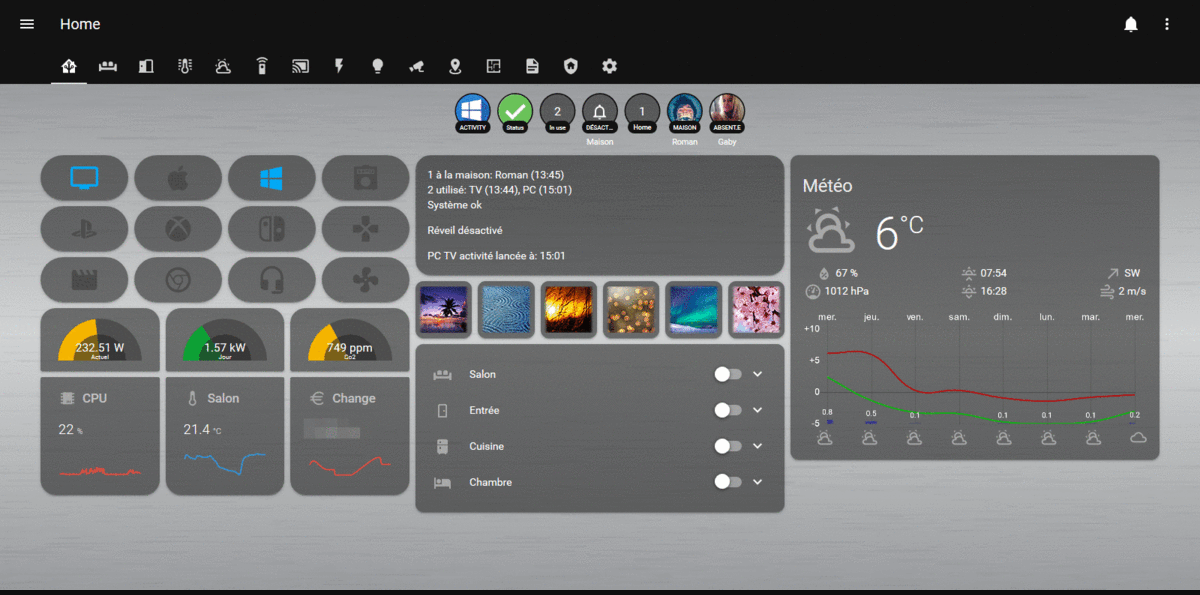 Home
2
1
ACTIVITY
Status
In use
DÉSACT...
Home
MAISON
ABSENT.E
Maison
Roman
Gaby
232.51 W
Actuel
1.57 kW
Jour
749 ppm
Co2
CPU
22 %
Salon
21.4 °C
Change
1 à la maison: Roman (13:45)
2 utilisé: TV (13:44), PC (15:01)
Système ok
Réveil désactivé
PC TV activité lancée à: 15:01
Salon
Entrée
Cuisine
Chambre
Météo
6 °C
67 %
07:54
SW
1012 hPa
16:28
2 m/s
mer. jeu. ven. sam. dim. lun. mar. mer.
+10
+5
0
-5
0.8 0.5 0.1 0.1 0.1 0.1 0.2